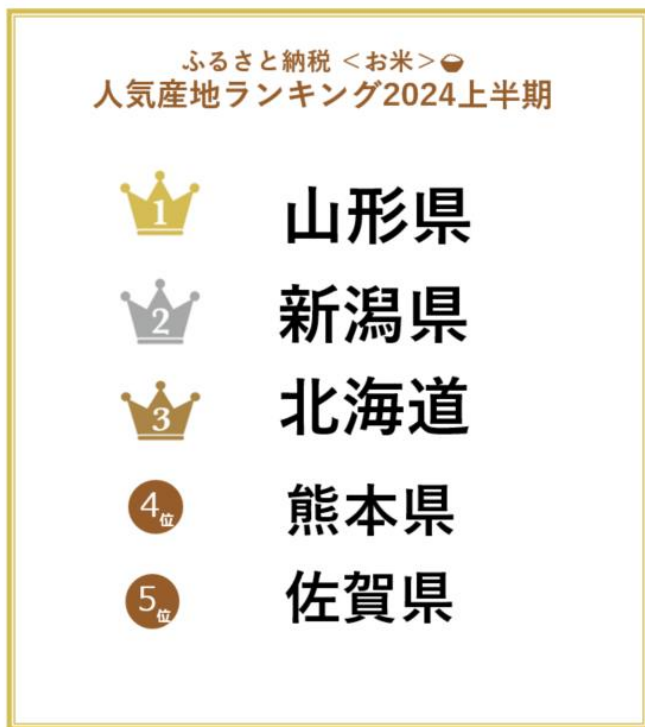 ふるさと納税 <お米>
人気産地ランキング2024上半期
1 山形県
2 新潟県
3 北海道
4位 熊本県
5位 佐賀県